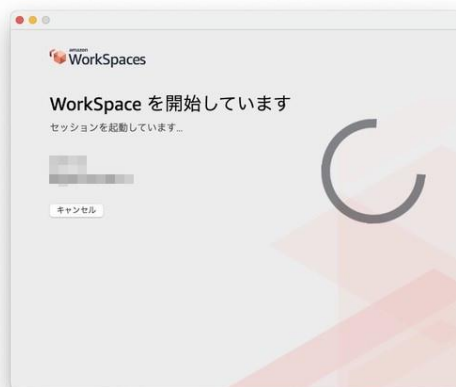 amazon
WorkSpaces
WorkSpace を開始しています
セッションを起動しています...
キャンセル